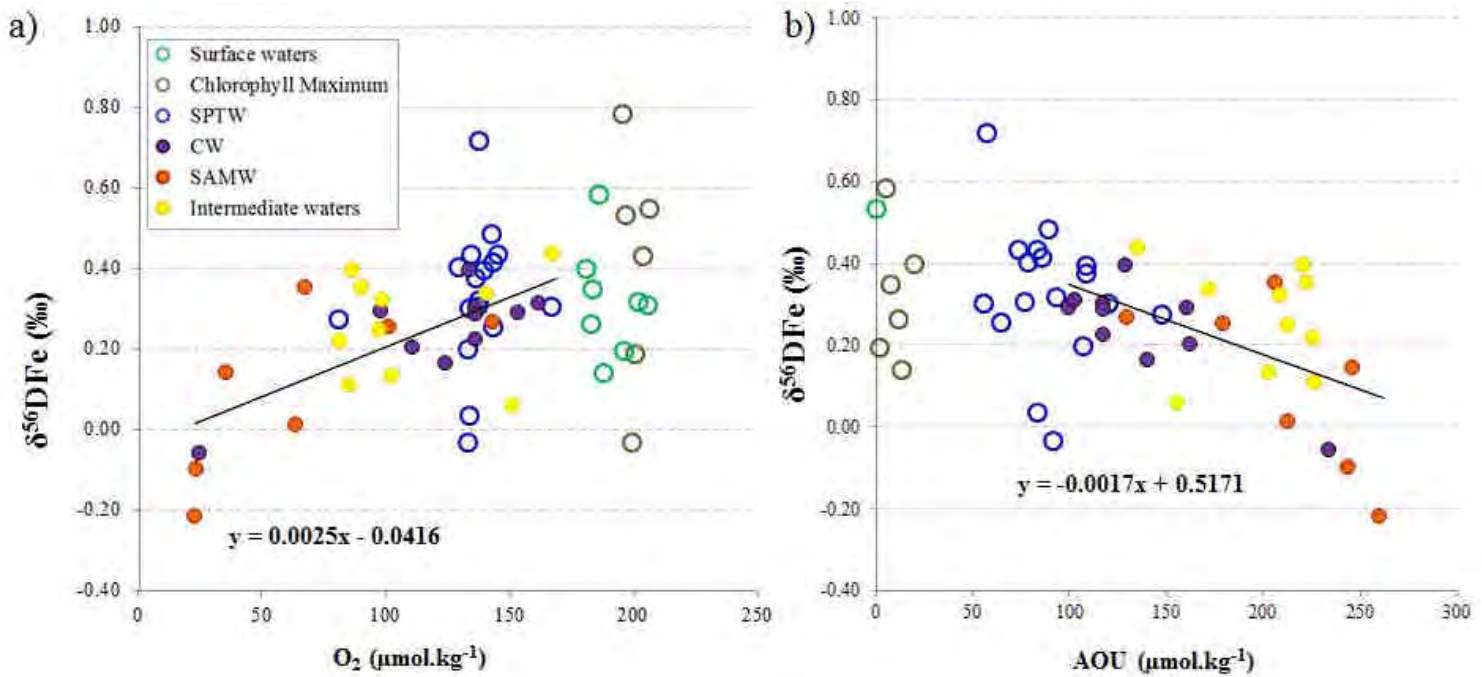 a)
1.00
0.80
0.60
0.40
0.20
0.00
-0.20
-0.40
δ⁵⁶DFe (‰)
Surface waters
Chlorophyll Maximum
SPTW
CW
SAMW
Intermediate waters
y = 0.0025x - 0.0416
0 50 100 150 200 250
O₂ (µmol.kg⁻¹)
b)
1.00
0.80
0.60
0.40
0.20
0.00
-0.20
-0.40
δ⁵⁶DFe (‰)
y = -0.0017x + 0.5171
0 50 100 150 200 250 300
AOU (µmol.kg⁻¹)